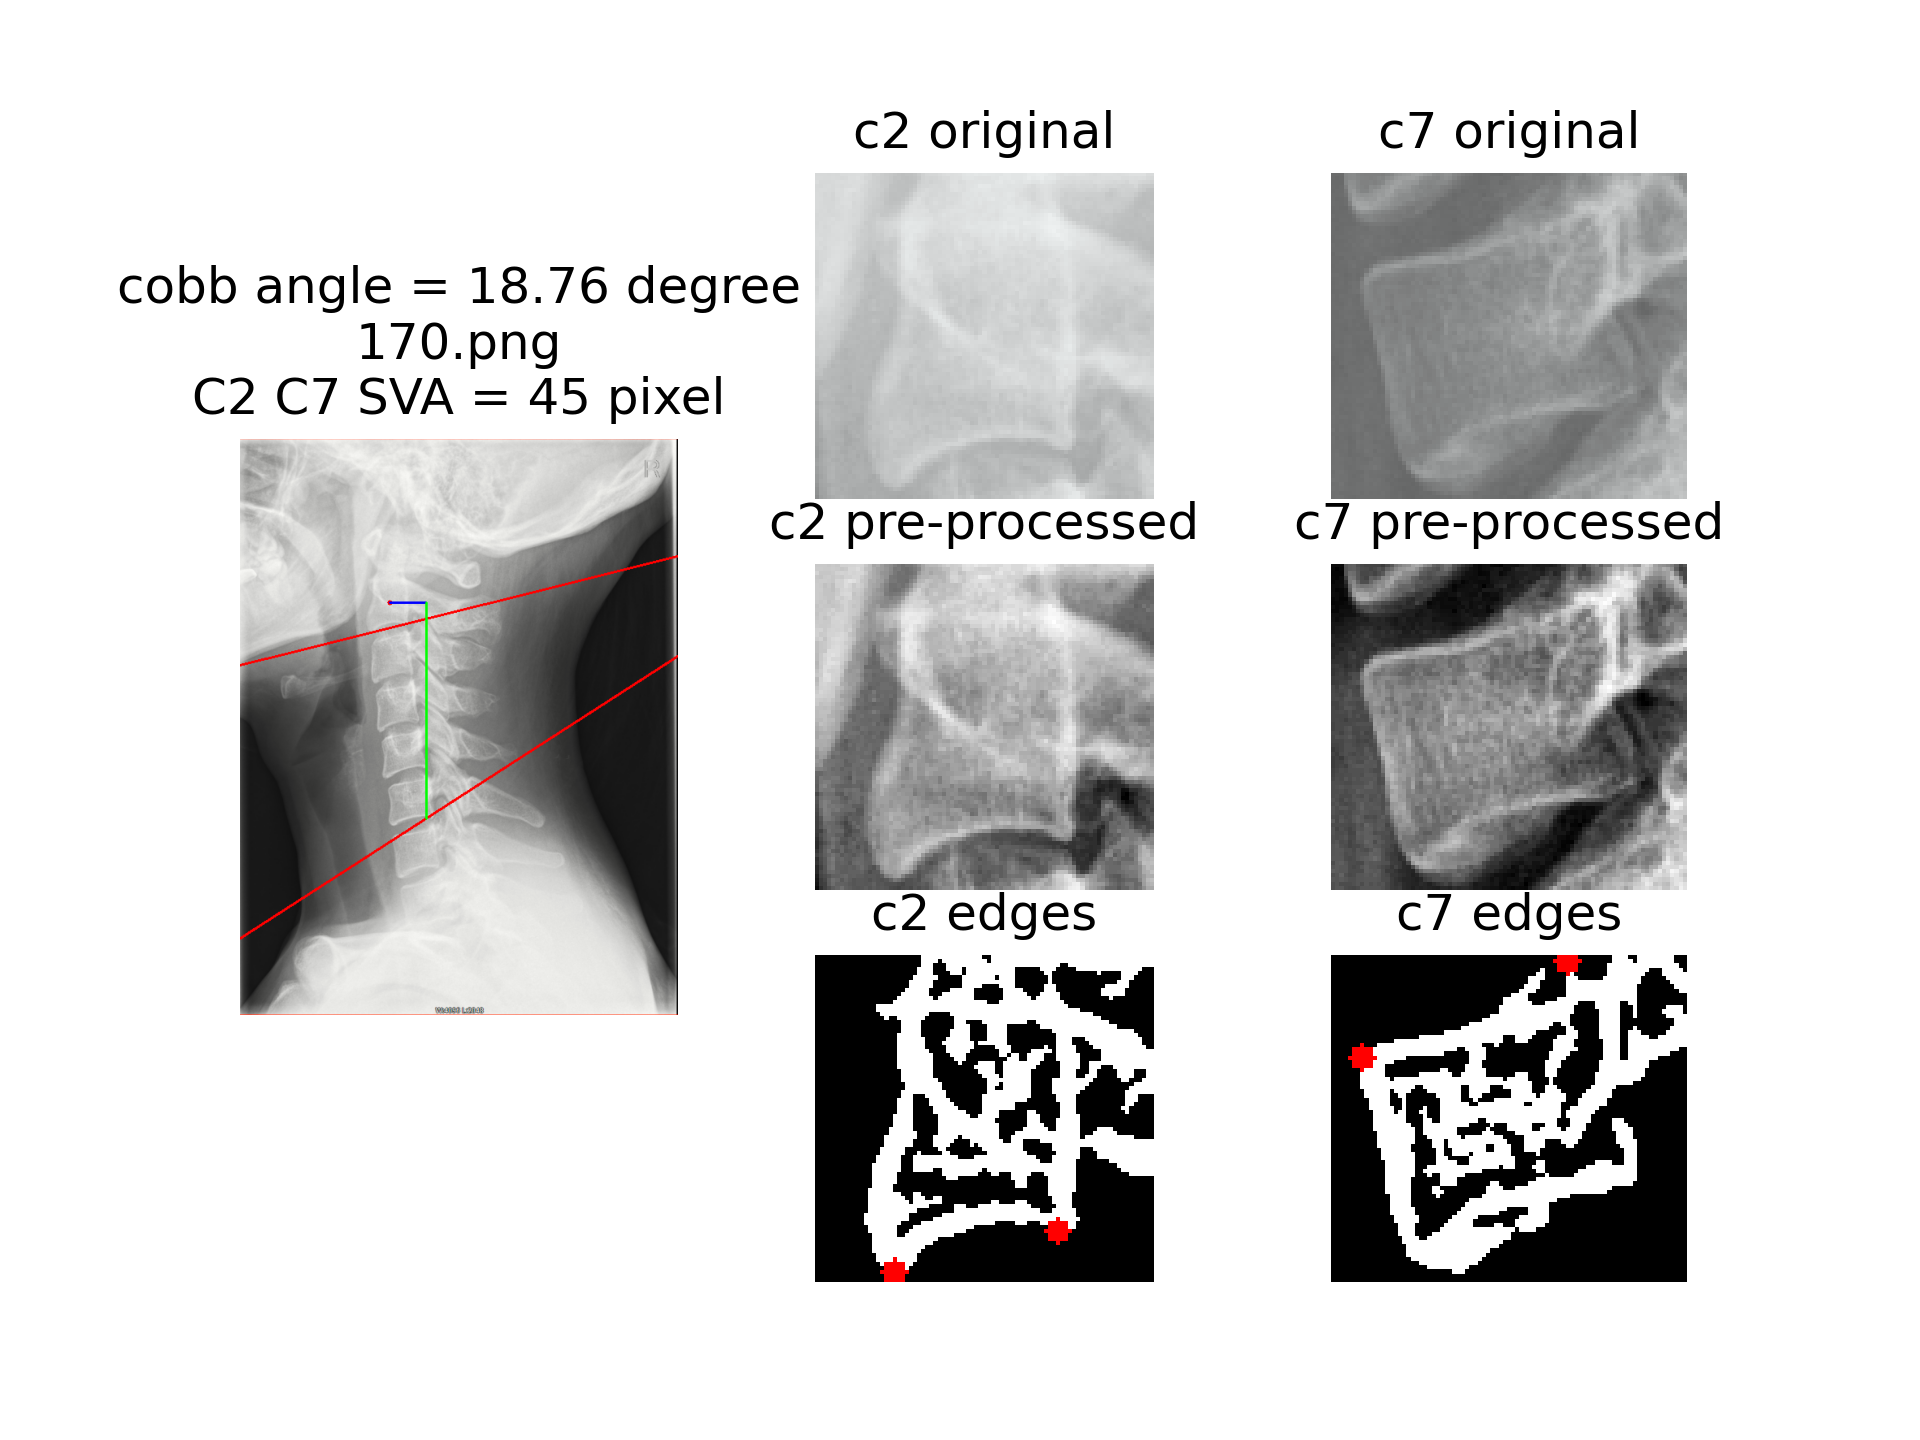 cobb angle = 18.76 degree
170.png
C2 C7 SVA = 45 pixel
R
c2 original
c7 original
c2 pre-processed
c7 pre-processed
c2 edges
c7 edges